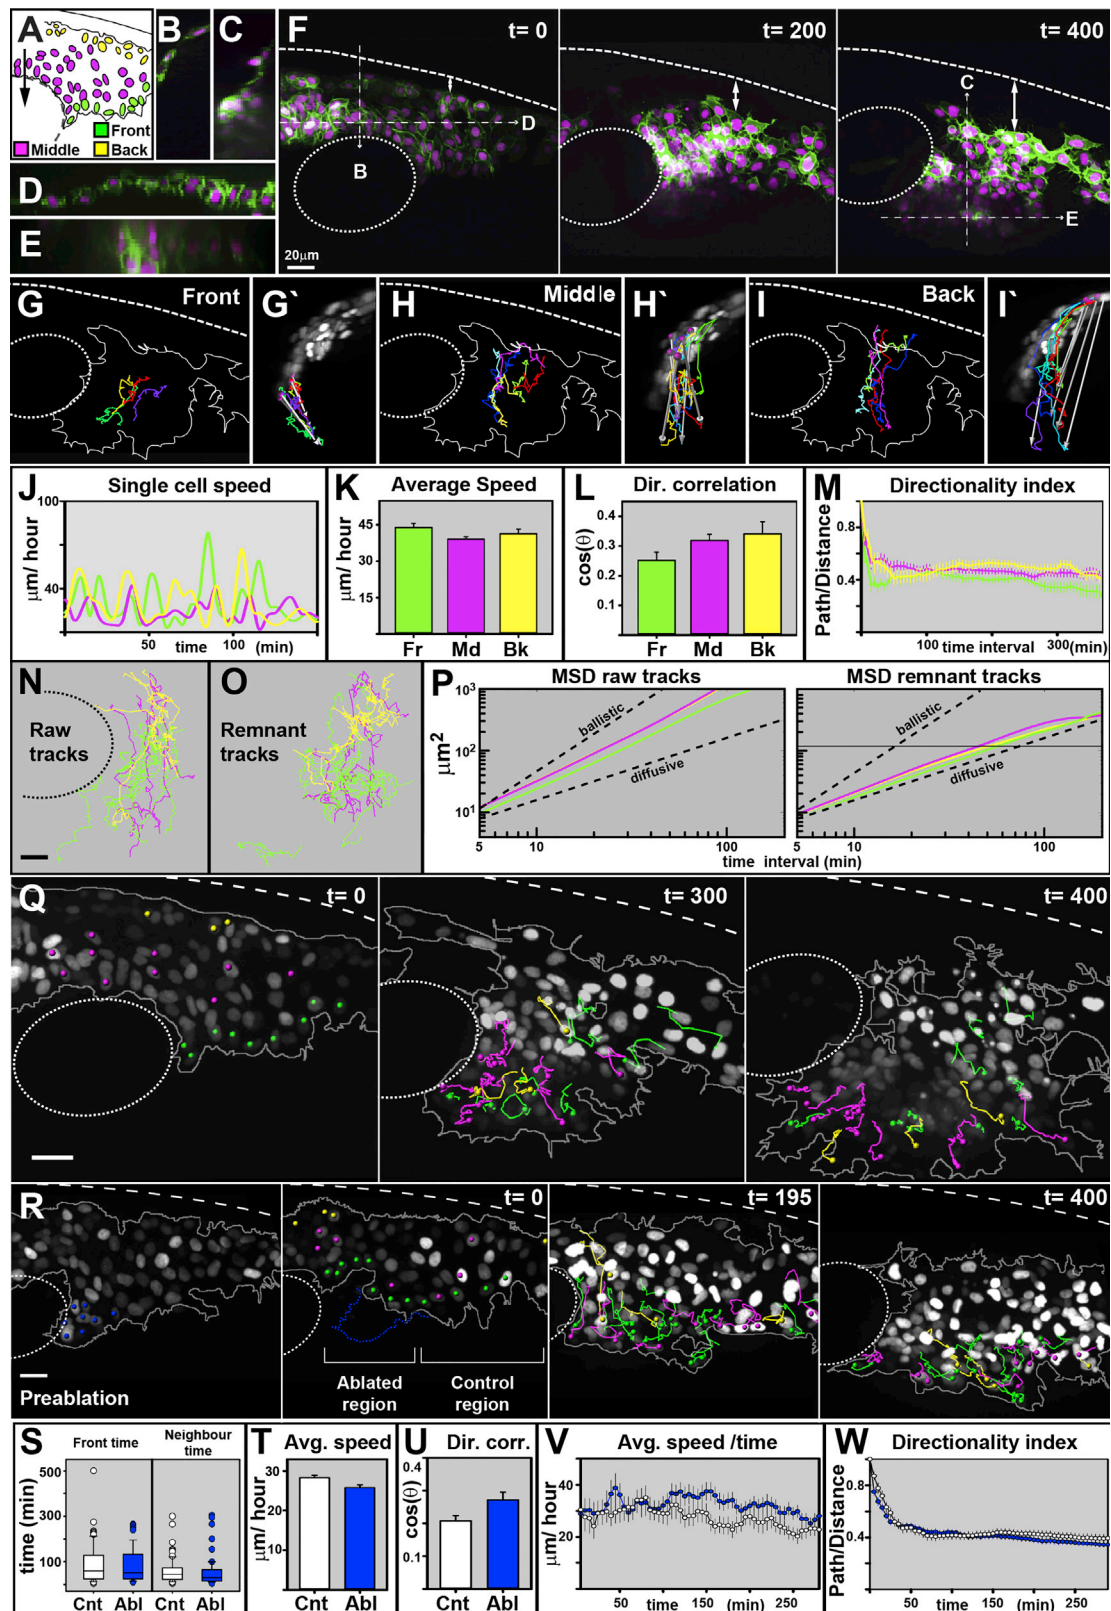 A
Front
Middle
Back
B
C
D
E
F
t= 0
D
B
20µm
t= 200
t= 400
C
E
G
Front
G`
H
Middle
H`
I
Back
I`
J
Single cell speed
µm/ hour
100
40
50
time
100
(min)
K
Average Speed
µm/ hour
45
30
15
Fr
Md
Bk
L
Dir. correlation
cos(θ)
0.4
0.3
0.2
0.1
Fr
Md
Bk
M
Directionality index
Path/Distance
0.8
0.4
100
time interval
300(min)
N
Raw
tracks
O
Remnant
tracks
P
MSD raw tracks
µm²
10³
10²
10¹
ballistic
diffusive
5
10
100
MSD remnant tracks
ballistic
diffusive
5
10
100
time interval (min)
Q
t= 0
t= 300
t= 400
R
Preablation
t= 0
Ablated
region
Control
region
t= 195
t= 400
S
Front time
Neighbour
time
time (min)
500
300
100
Cnt
Abl
Cnt
Abl
T
Avg. speed
µm/ hour
30
20
10
Cnt
Abl
U
Dir. corr.
cos(θ)
0.4
0.1
Cnt
Abl
V
Avg. speed /time
µm/ hour
40
20
50
time
150
(min)
250
W
Directionality index
Path/Distance
0.8
0.4
50
time
150
(min)
250